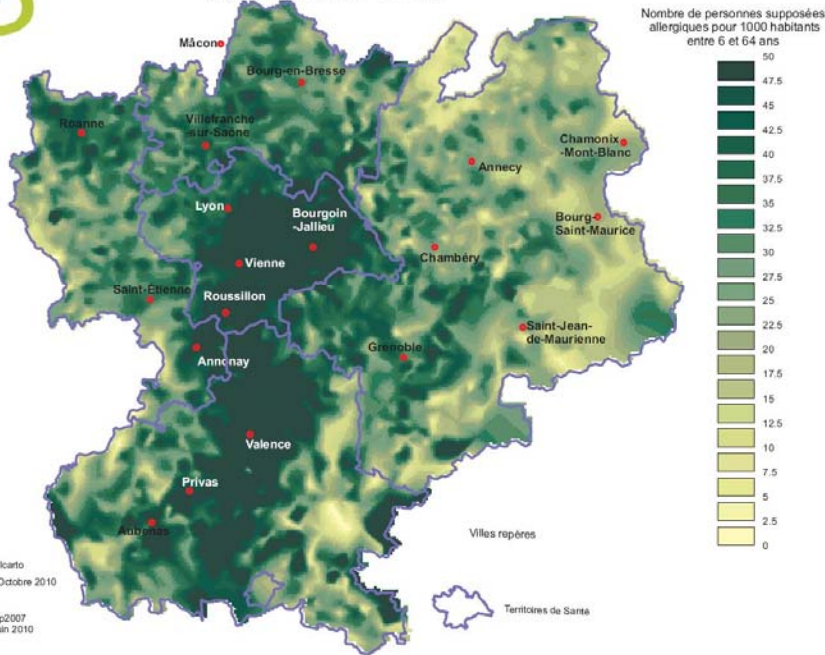 Nombre de personnes supposées
allergiques pour 1000 habitants
entre 6 et 64 ans
50
47.5
45
42.5
40
37.5
35
32.5
30
27.5
25
22.5
20
17.5
15
12.5
10
7.5
5
2.5
0
Mâcon
Bourg-en-Bresse
Roanne
Villefranche
sur-Saône
Chamonix
-Mont-Blanc
Annecy
Lyon
Bourgoin
-Jallieu
Bourg-
Saint-Maurice
Vienne
Chambéry
Saint-Etienne
Roussillon
Saint-Jean-
de-Maurienne
Grenoble
Annonay
Valence
Privas
Aubenas
Villes repères
Territoires de Santé
lcarto
Octobre 2010
p2007
uin 2010